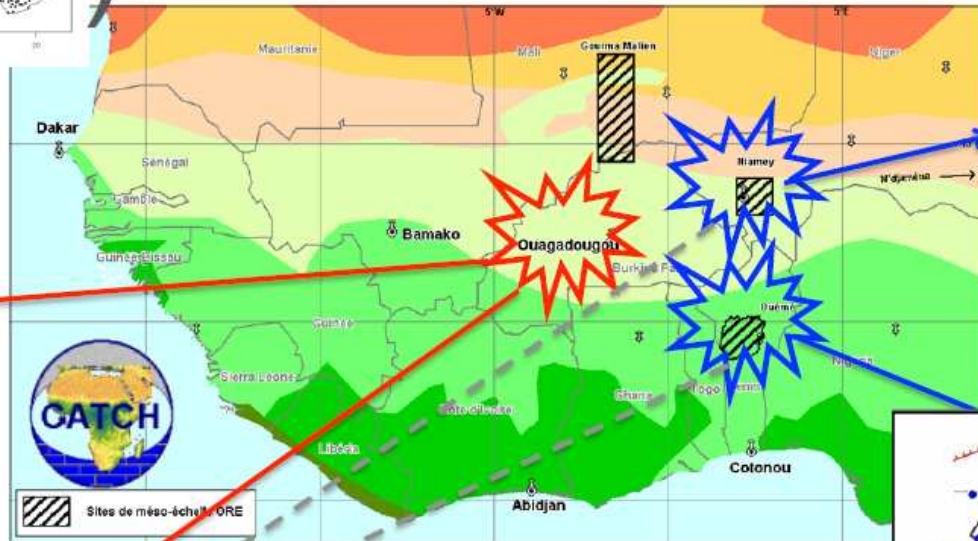 5°W
5°E
Mauritanie
Mali
Gourma Malien
Niger
Dakar
Sénégal
Niamey
N'djaména
Gambie
Bamako
Ouagadougou
Guinée Bissau
Burkina Fa
Guinée
Ouémé
Nigeria
Sierra Leone
Côte d'Ivoire
Ghana
Togo
Bénin
CATCH
Libéria
Cotonou
Abidjan
Sites de méso-échelle ORE